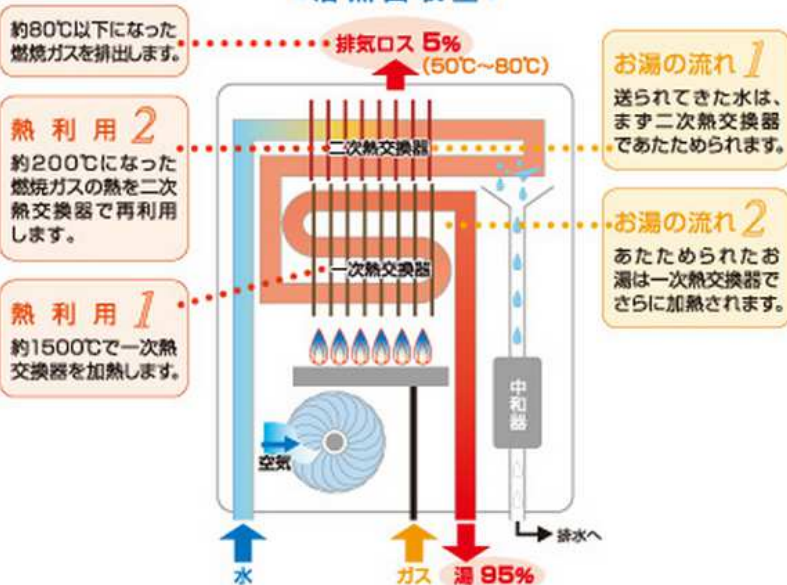 約80℃以下になった
燃焼ガスを排出します。
排気ロス 5%
(50℃～80℃)
お湯の流れ 1
送られてきた水は、
まず二次熱交換器
であたためられます。
熱利用 2
約200℃になった
燃焼ガスの熱を二次
熱交換器で再利用
します。
二次熱交換器
お湯の流れ 2
あたためられたお
湯は一次熱交換器で
さらに加熱されます。
一次熱交換器
熱利用 1
約1500℃で一次熱
交換器を加熱します。
中和器
空気
排水へ
水
ガス
湯 95%